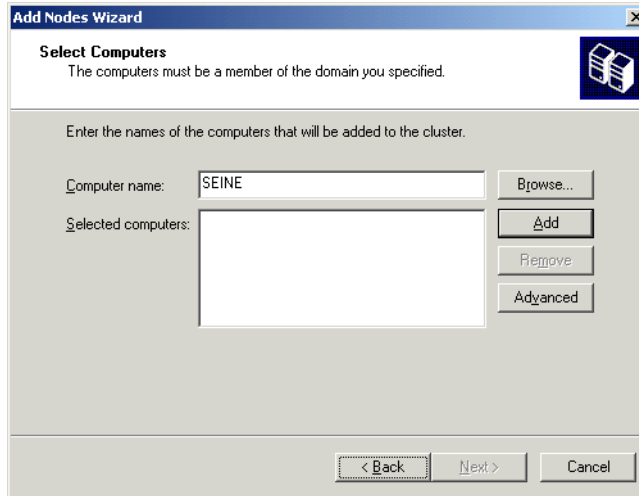 Add Nodes Wizard
Select Computers
The computers must be a member of the domain you specified.
Enter the names of the computers that will be added to the cluster.
Computer name: SEINE Browse...
Selected computers: Add
Remove
Advanced
< Back Next > Cancel